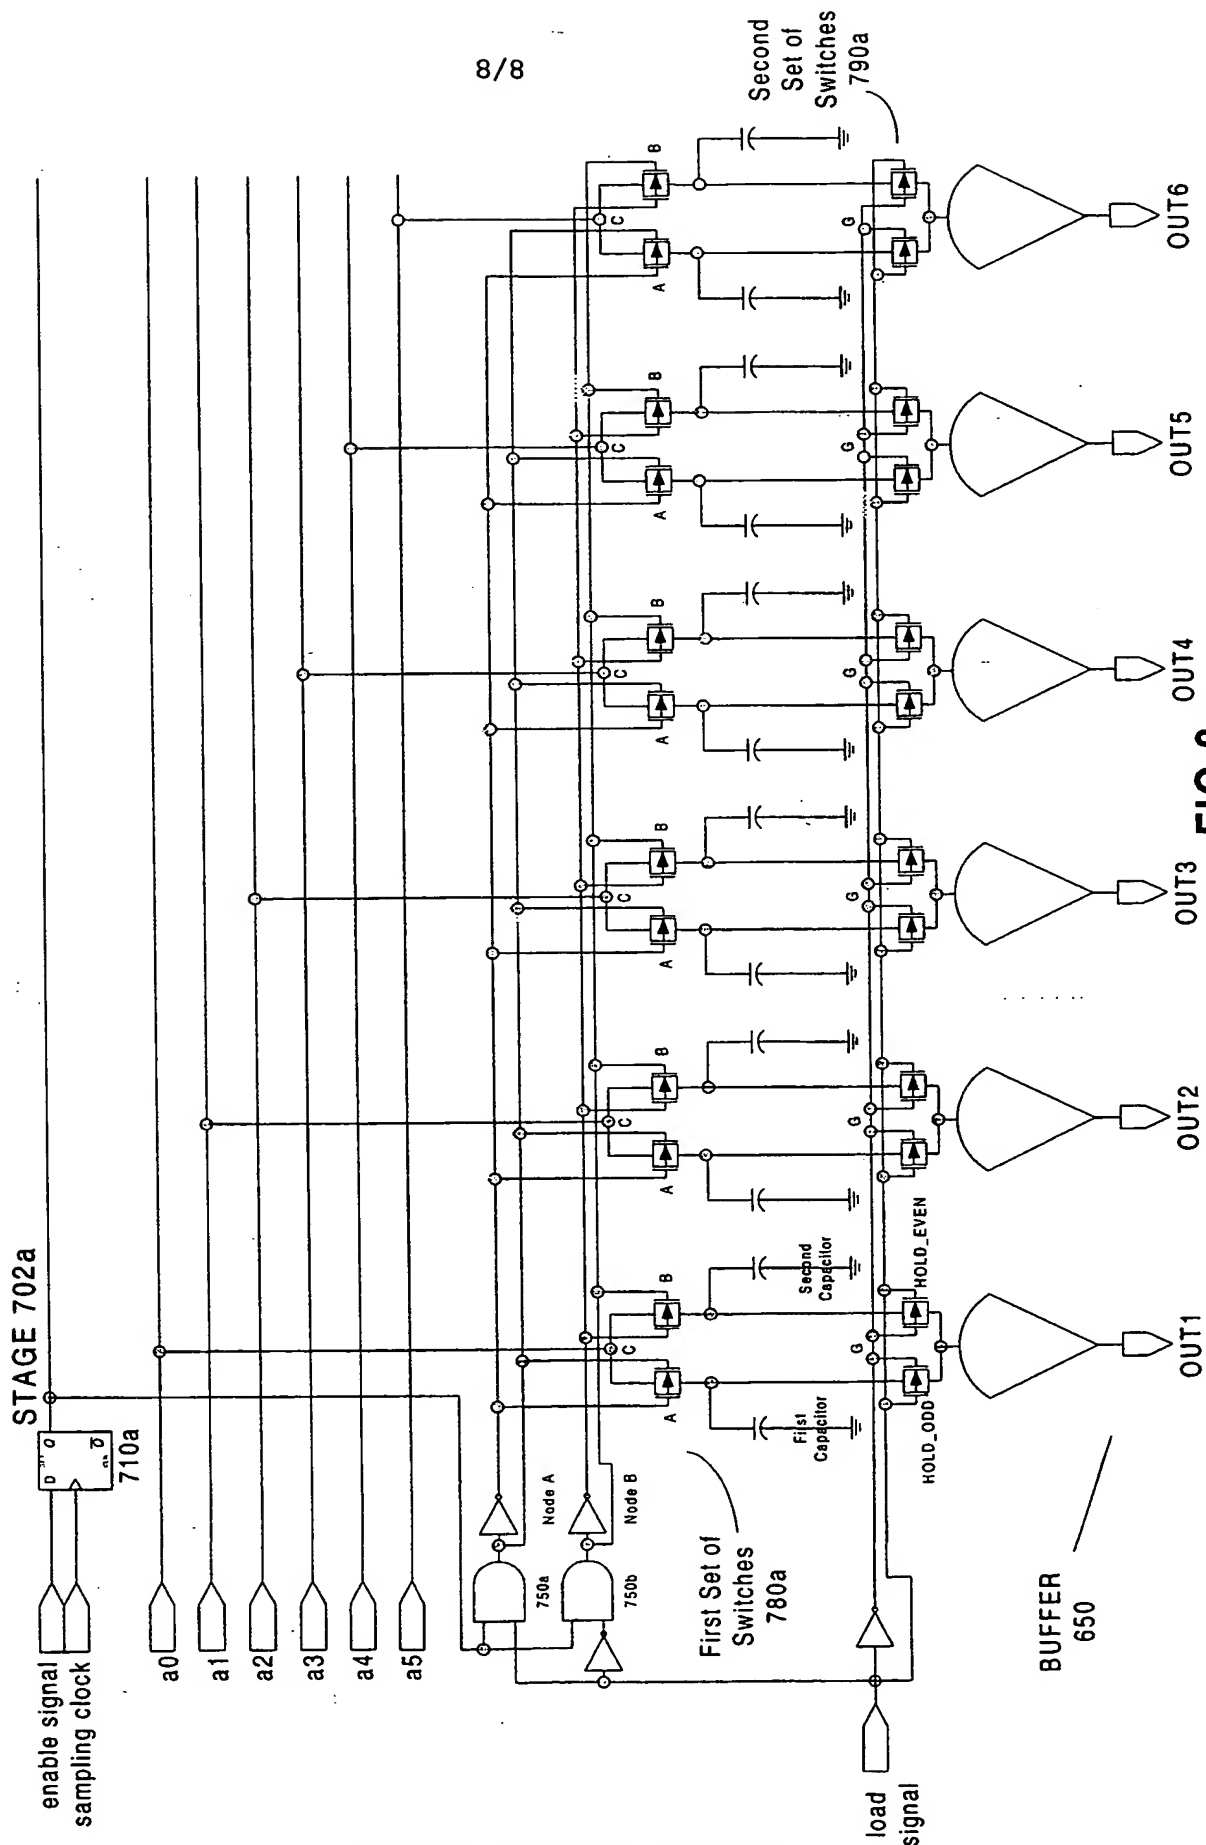 8/8
STAGE 702a
enable signal
sampling clock
D
Q
Q
710a
a0
a1
a2
a3
a4
a5
750a
Node A
750b
Node B
First Set of
Switches
780a
Second
Set of
Switches
790a
A
C
B
A
C
B
A
C
B
A
C
B
A
C
B
A
C
B
First
Capacitor
Second
Capacitor
load
signal
HOLD_ODD
G
HOLD_EVEN
G
G
G
G
G
BUFFER
650
OUT1
OUT2
OUT3
OUT4
OUT5
OUT6